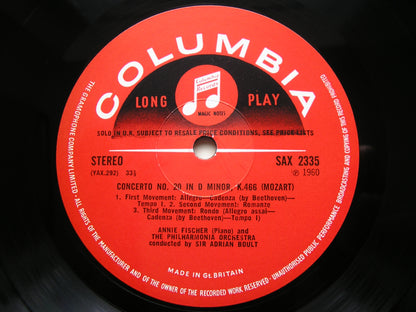 COLUMBIA
LONG PLAY
MAGIC NOTES
SOLD IN U.K. SUBJECT TO RESALE PRICE CONDITIONS, SEE PRICE LISTS
STEREO SAX 2335
(YAX.292) 33⅓ ℗ 1960
CONCERTO NO. 20 IN D MINOR, K.466 (MOZART)
1. First Movement: Allegro—Cadenza (by Beethoven)—
Tempo I 2. Second Movement: Romanze
3. Third Movement: Rondo (Allegro assai—
Cadenza (by Beethoven)— Tempo I)
ANNIE FISCHER (Piano) and
THE PHILHARMONIA ORCHESTRA
conducted by SIR ADRIAN BOULT
MADE IN Gt. BRITAIN
THE GRAMOPHONE COMPANY LIMITED. ALL RIGHTS OF THE MANUFACTURER AND OF THE OWNER OF THE RECORDED WORK RESERVED. UNAUTHORISED PUBLIC PERFORMANCE BROADCASTING AND COPYING OF THIS RECORD PROHIBITED